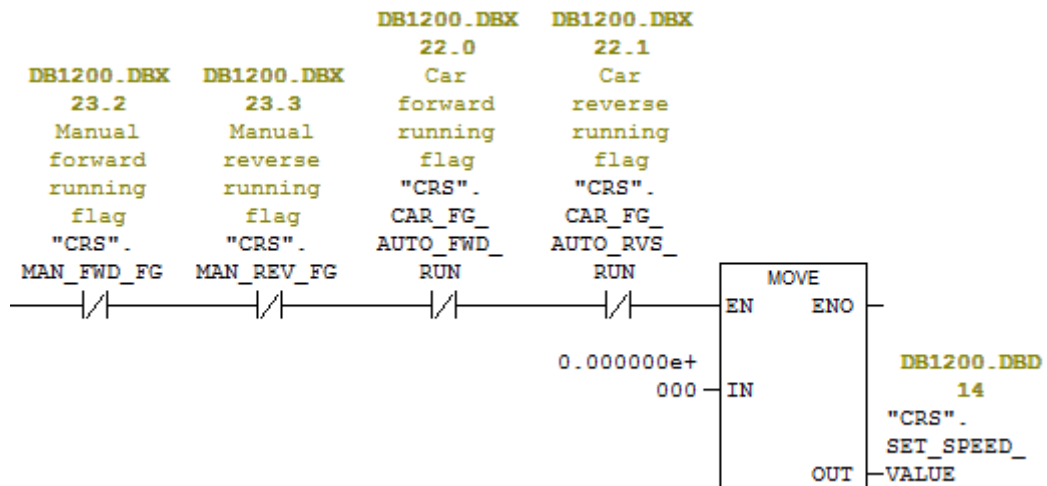 DB1200.DBX
23.2
Manual
forward
running
flag
"CRS".
MAN_FWD_FG
DB1200.DBX
23.3
Manual
reverse
running
flag
"CRS".
MAN_REV_FG
DB1200.DBX
22.0
Car
forward
running
flag
"CRS".
CAR_FG_
AUTO_FWD_
RUN
DB1200.DBX
22.1
Car
reverse
running
flag
"CRS".
CAR_FG_
AUTO_RVS_
RUN
MOVE
EN ENO
0.000000e+
000
IN
DB1200.DBD
14
"CRS".
SET_SPEED_
VALUE
OUT